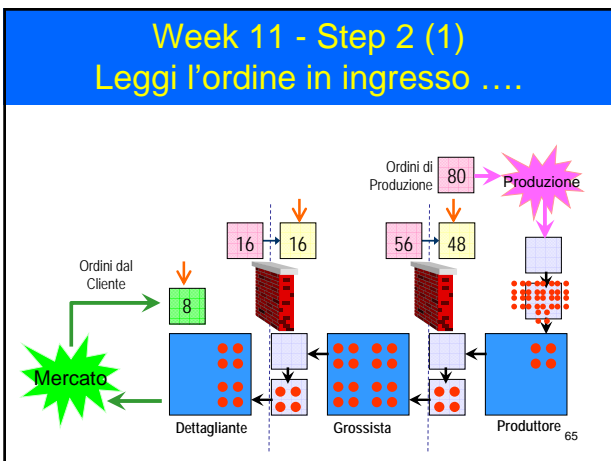 Week 11 - Step 2 (1)
Leggi l'ordine in ingresso ....
Ordini di
Produzione
80
Produzione
16
16
56
48
Ordini dal
Cliente
8
Mercato
Dettagliante
Grossista
Produttore
65